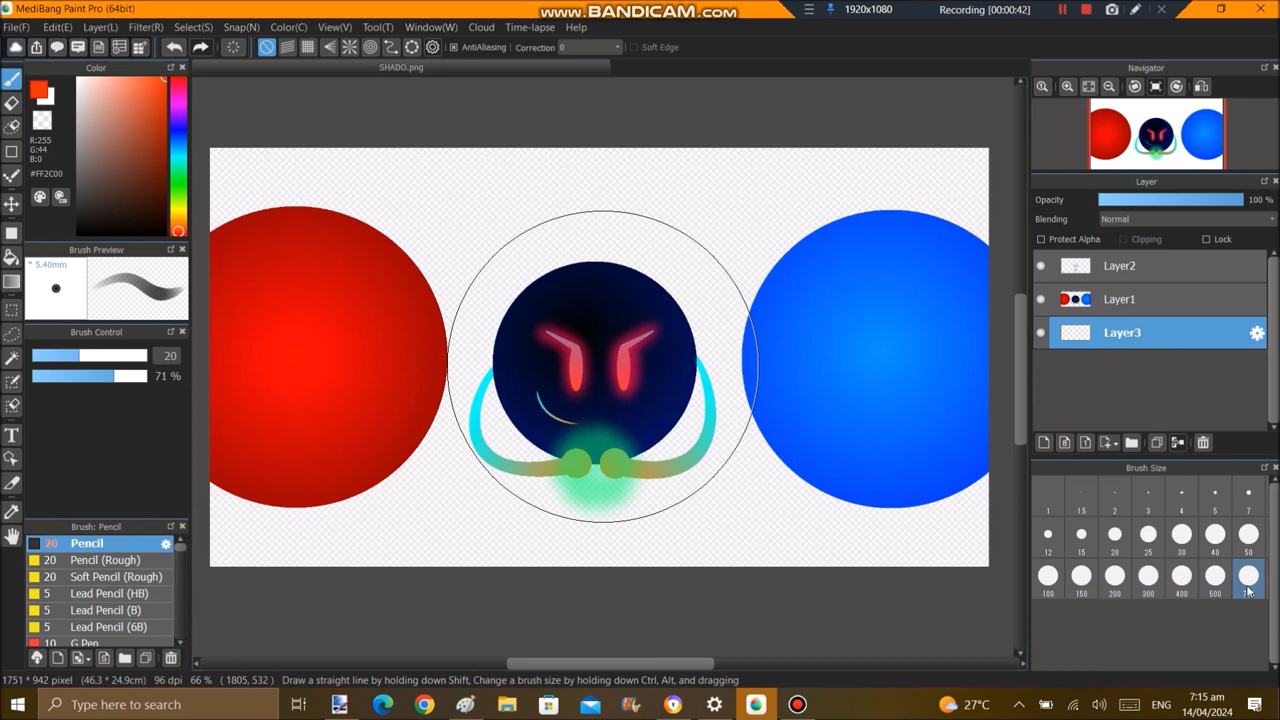 MediBang Paint Pro (64bit)
www.BANDICAM.com
1920x1080
Recording [00:00:42]
File(F) Edit(E) Layer(L) Filter(R) Select(S) Snap(N) Color(C) View(V) Tool(T) Window(W) Cloud Time-lapse Help
AntiAliasing Correction 0 Soft Edge
Color
SHADO.png
Navigator
R:255
G:44
B:0
#FF2C00
Layer
Opacity 100 %
Blending Normal
Protect Alpha Clipping Lock
Brush Preview
* 5.40mm
Layer2
Layer1
Layer3
Brush Control
20
71 %
Brush Size
1 1.5 2 3 4 5 7
12 15 20 25 30 40 50
100 150 200 300 400 500
Brush: Pencil
20 Pencil
20 Pencil (Rough)
20 Soft Pencil (Rough)
5 Lead Pencil (HB)
5 Lead Pencil (B)
5 Lead Pencil (6B)
10 G Pen
1751 * 942 pixel (46.3 * 24.9cm) 96 dpi 66 % ( 1805, 532 ) Draw a straight line by holding down Shift, Change a brush size by holding down Ctrl, Alt, and dragging
Type here to search
27°C
ENG
7:15 am
14/04/2024